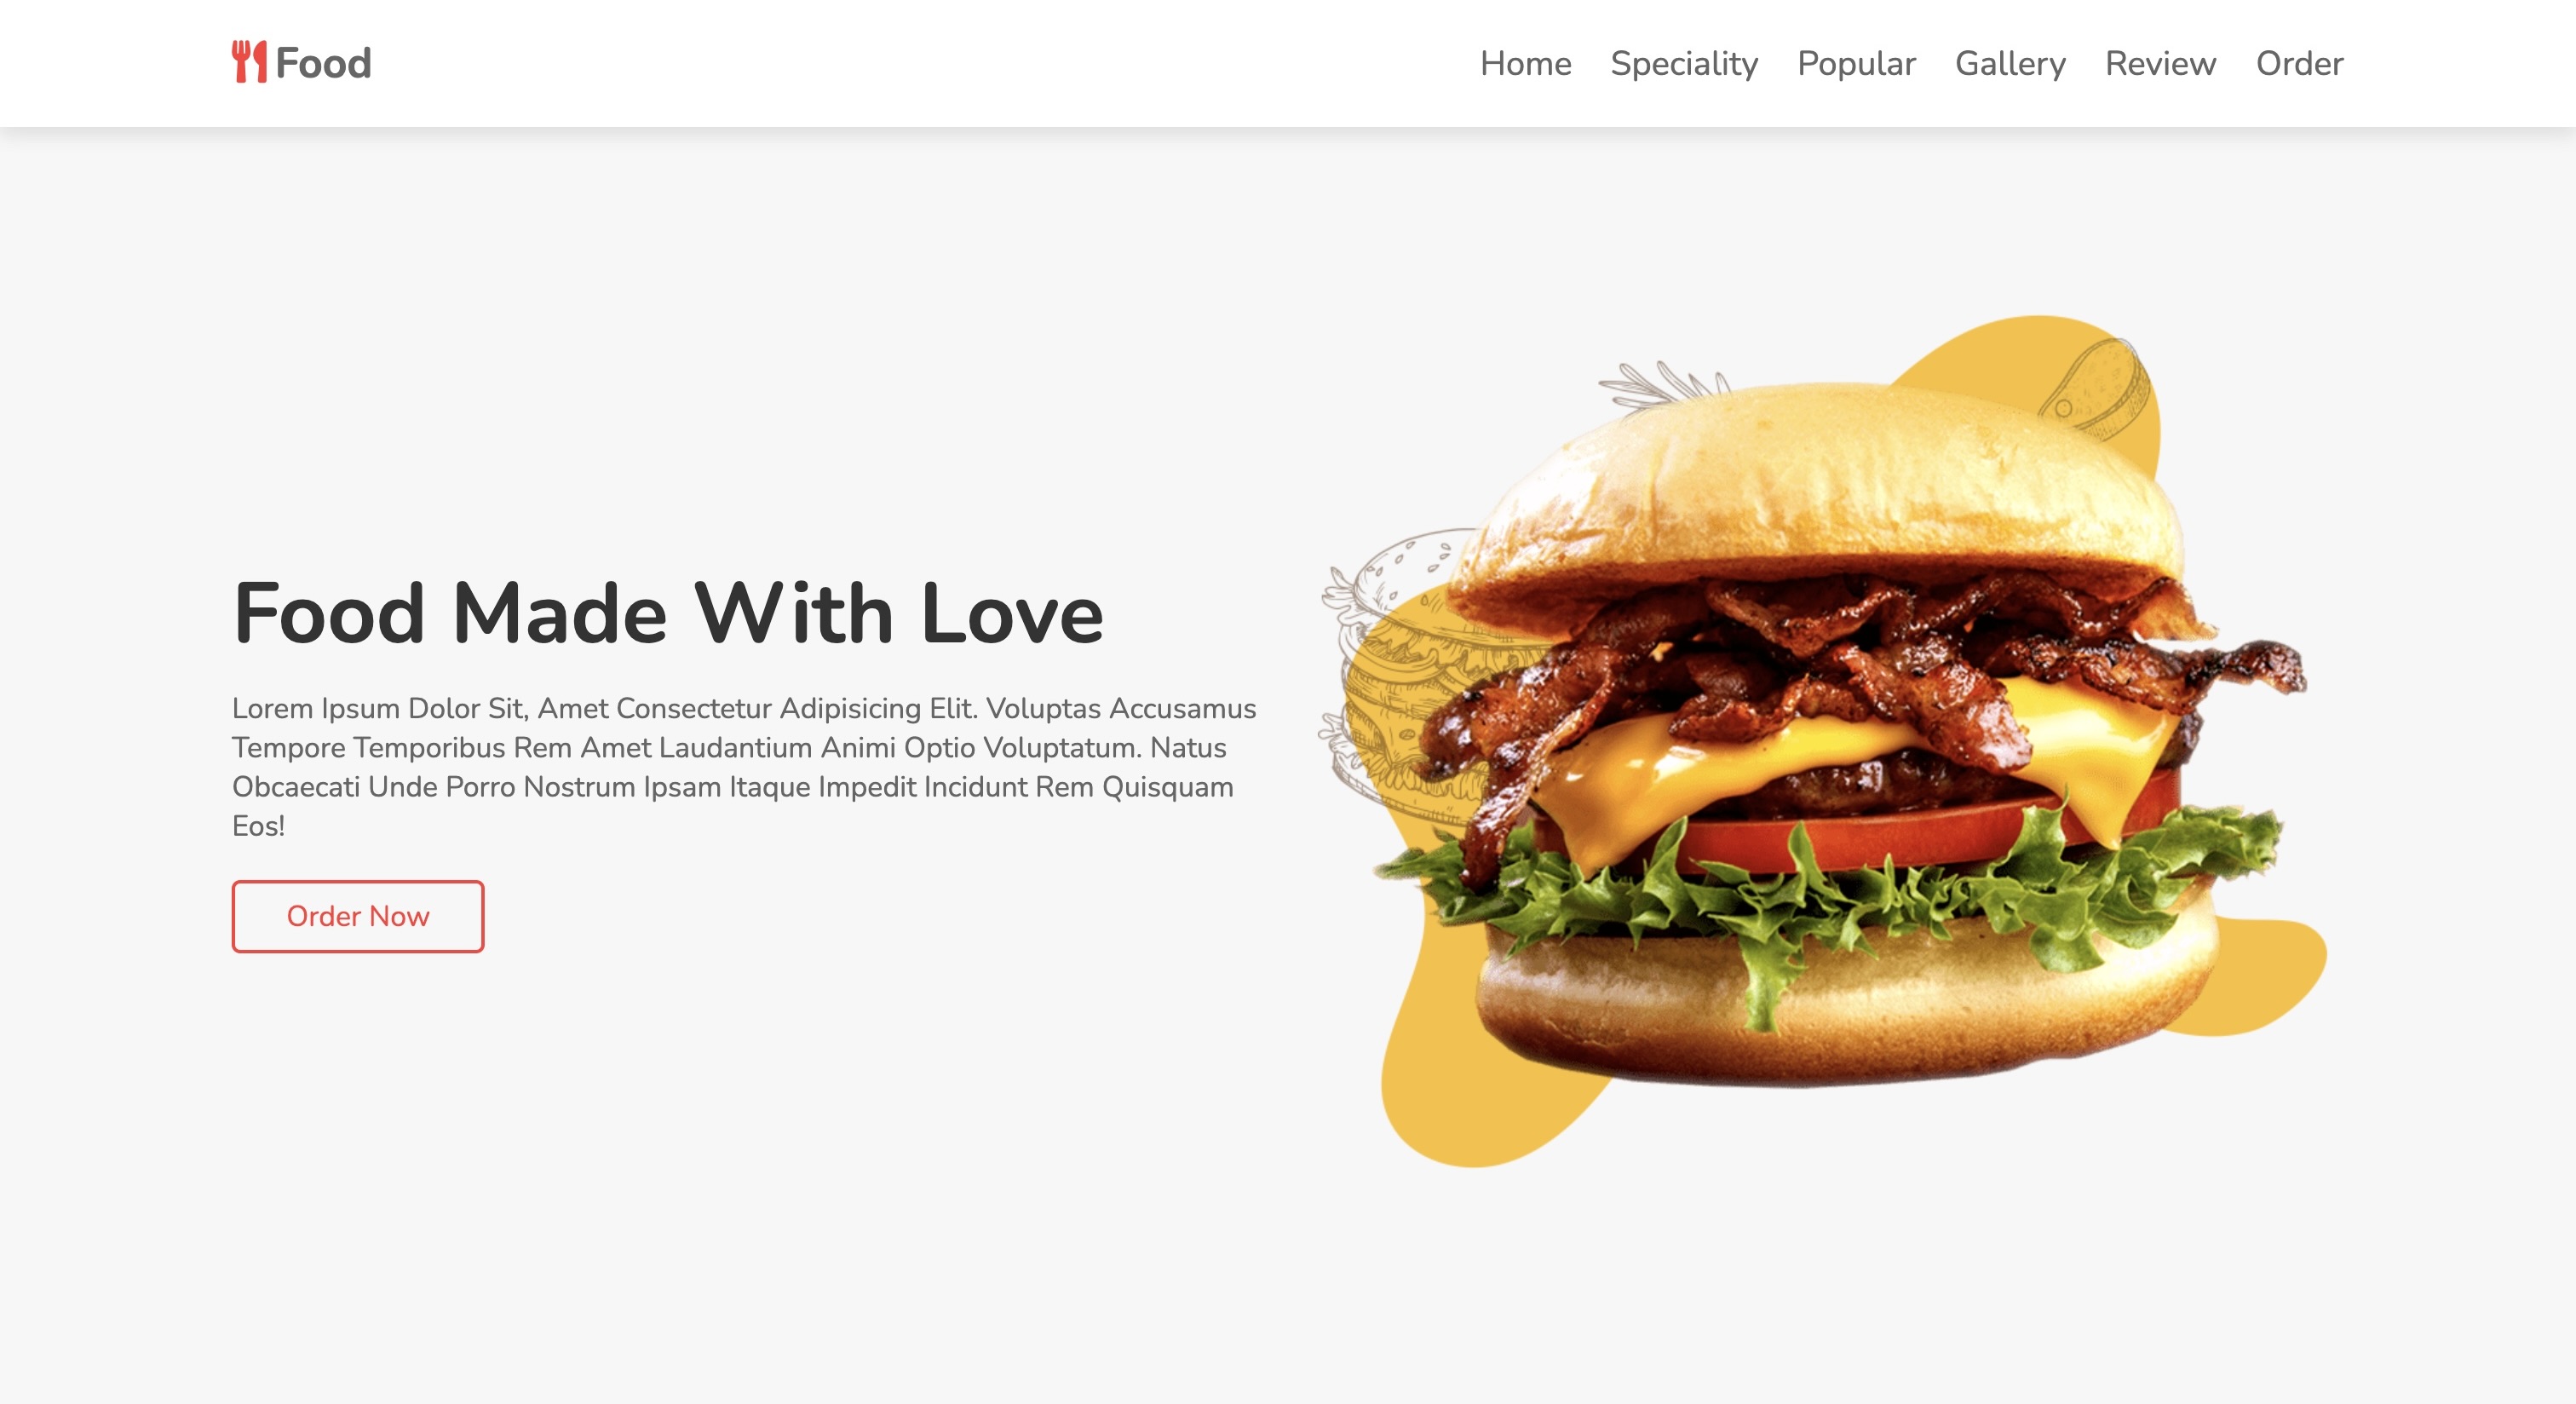 Food
Home Speciality Popular Gallery Review Order
Food Made With Love
Lorem Ipsum Dolor Sit, Amet Consectetur Adipisicing Elit. Voluptas Accusamus
Tempore Temporibus Rem Amet Laudantium Animi Optio Voluptatum. Natus
Obcaecati Unde Porro Nostrum Ipsam Itaque Impedit Incidunt Rem Quisquam
Eos!
Order Now